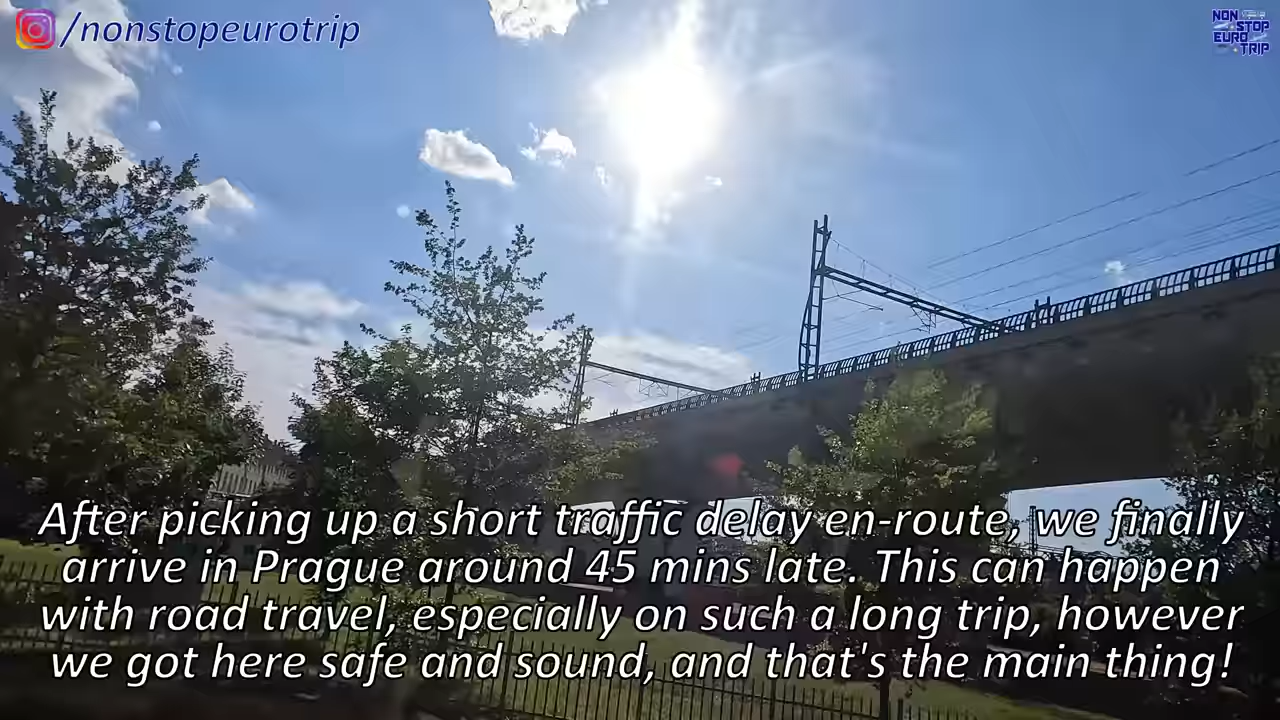 /nonstopeurotrip
NON
STOP
EURO
TRIP
After picking up a short traffic delay en-route, we finally
arrive in Prague around 45 mins late. This can happen
with road travel, especially on such a long trip, however
we got here safe and sound, and that's the main thing!